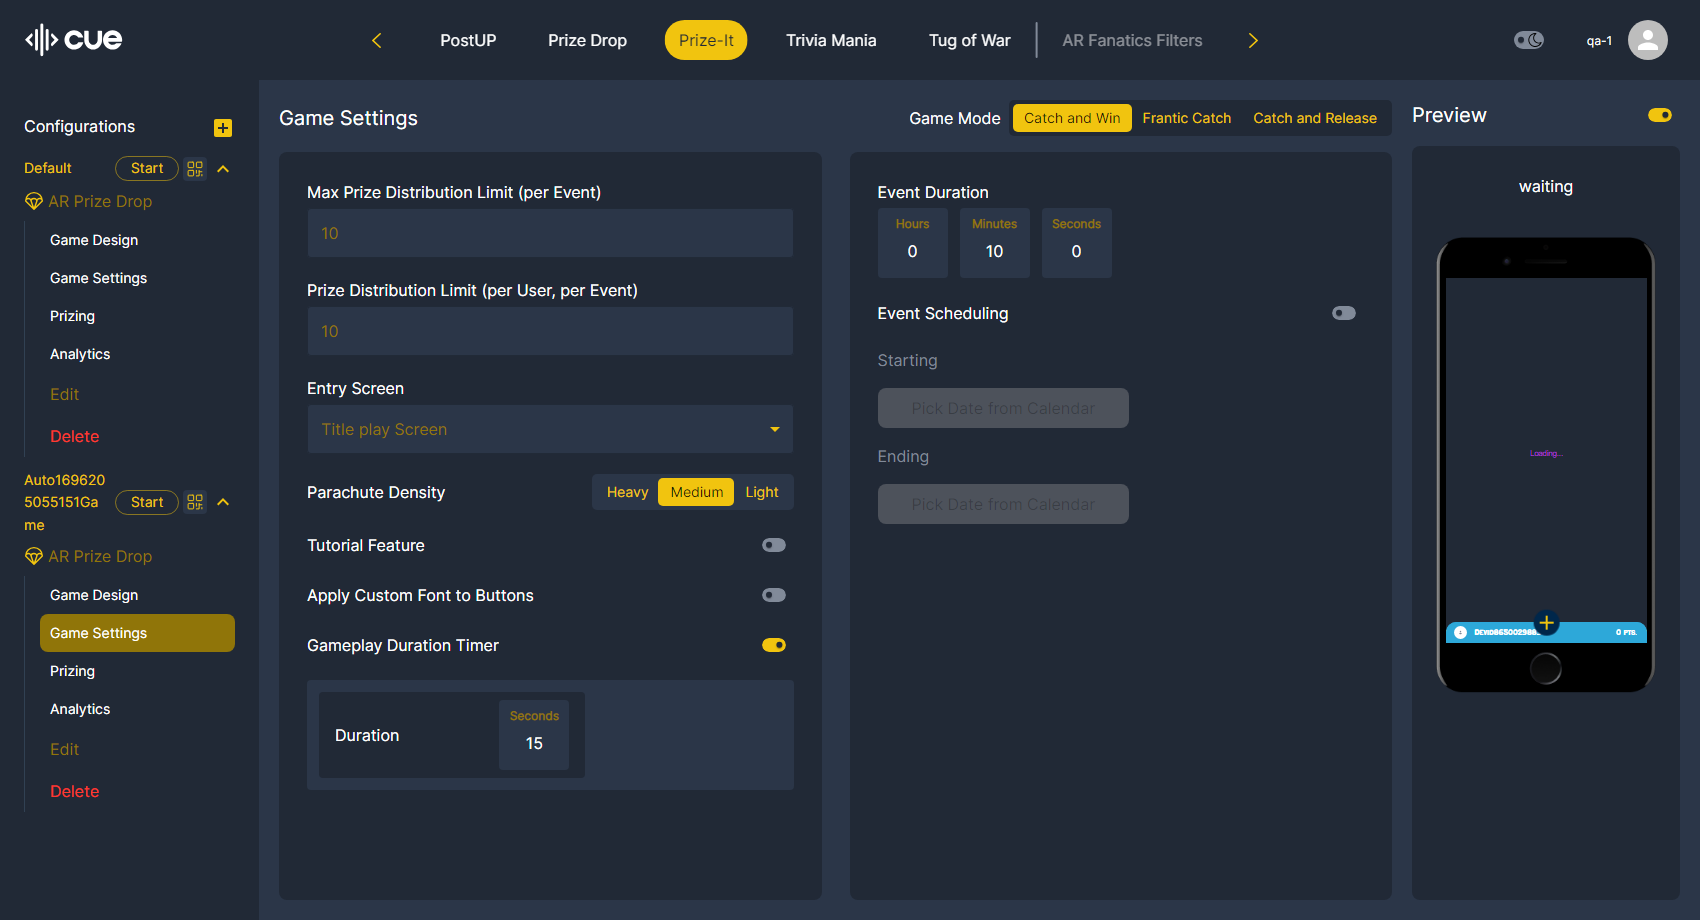 cue
PostUP
Prize Drop
Prize-It
Trivia Mania
Tug of War
AR Fanatics Filters
qa-1
Configurations
Default
Start
AR Prize Drop
Game Design
Game Settings
Prizing
Analytics
Edit
Delete
Auto169620
5055151Ga
me
Start
AR Prize Drop
Game Design
Game Settings
Prizing
Analytics
Edit
Delete
Game Settings
Game Mode
Catch and Win
Frantic Catch
Catch and Release
Max Prize Distribution Limit (per Event)
10
Prize Distribution Limit (per User, per Event)
10
Entry Screen
Title play Screen
Parachute Density
Heavy
Medium
Light
Tutorial Feature
Apply Custom Font to Buttons
Gameplay Duration Timer
Duration
Seconds
15
Event Duration
Hours
0
Minutes
10
Seconds
0
Event Scheduling
Starting
Pick Date from Calendar
Ending
Pick Date from Calendar
Preview
waiting
Loading...
0 PTS.